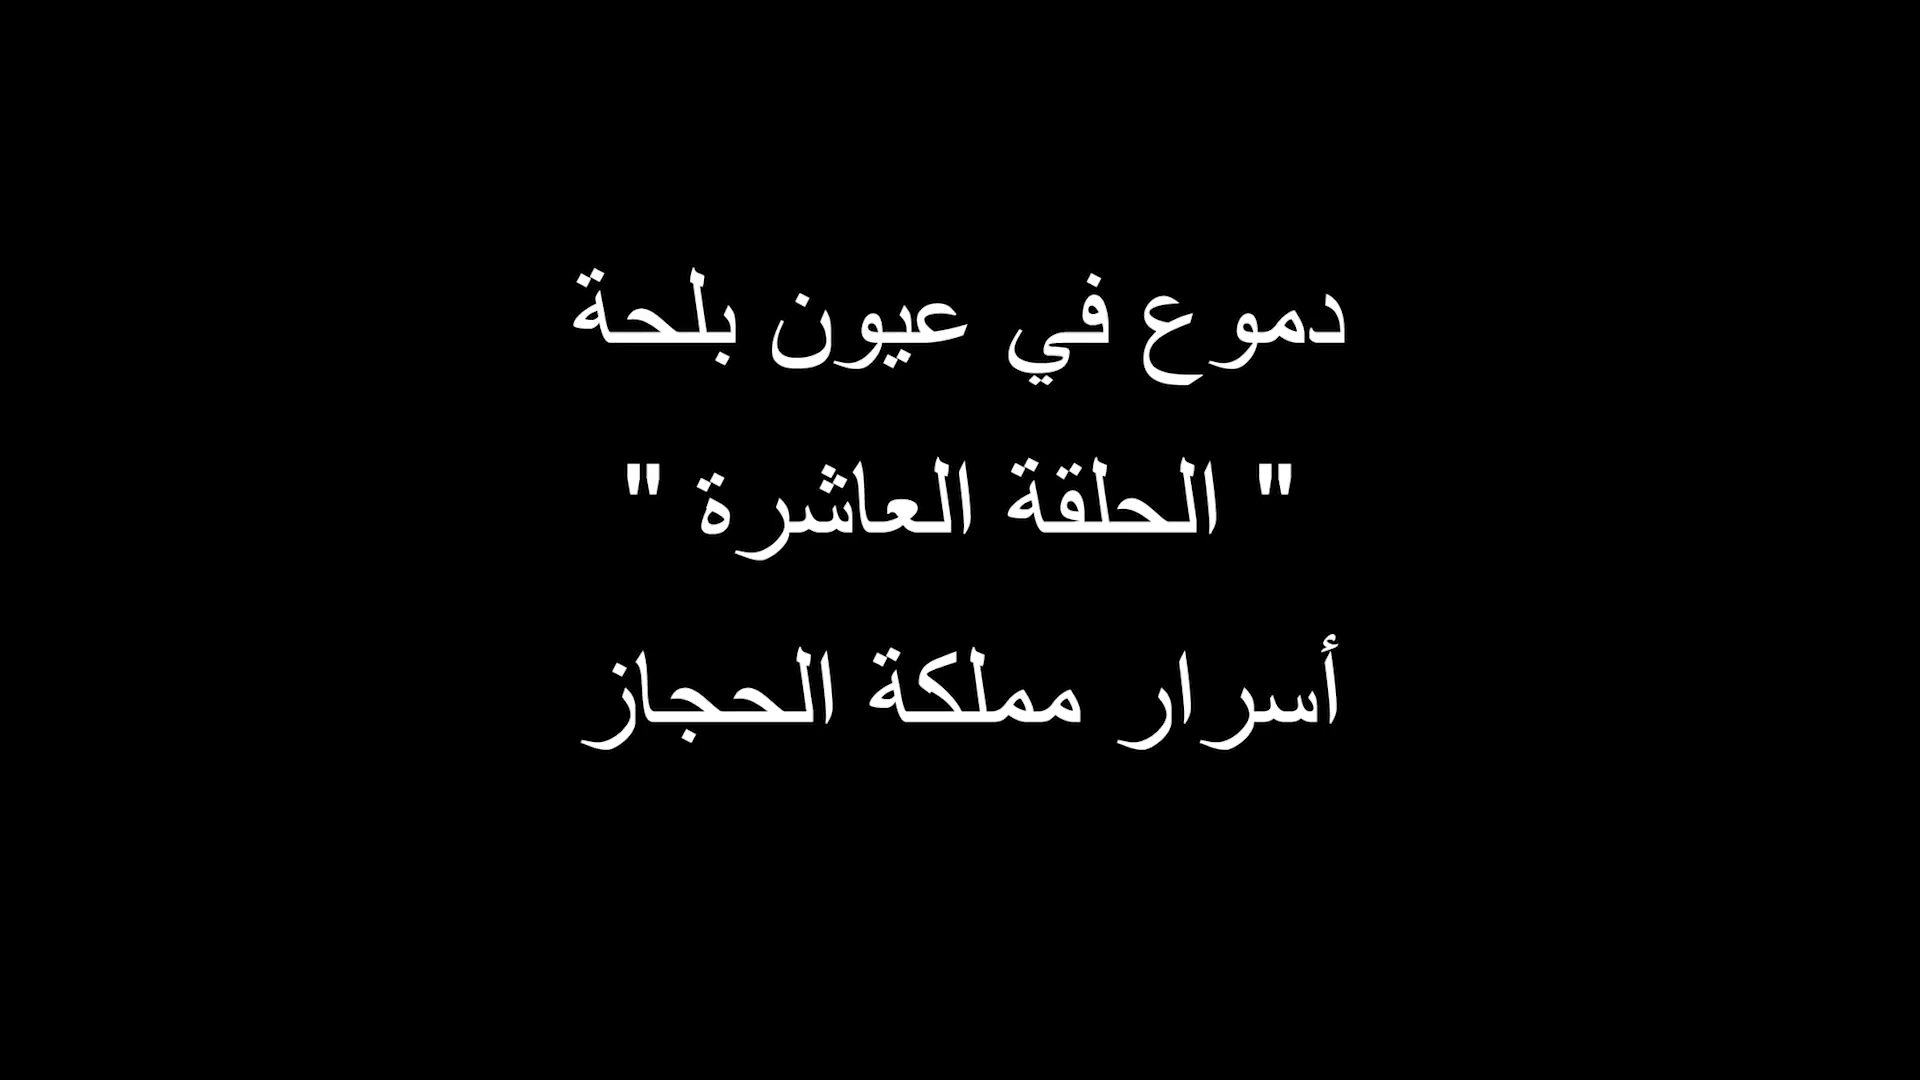 دموع في عيون بلحة
" الحلقة العاشرة "
أسرار مملكة الحجاز